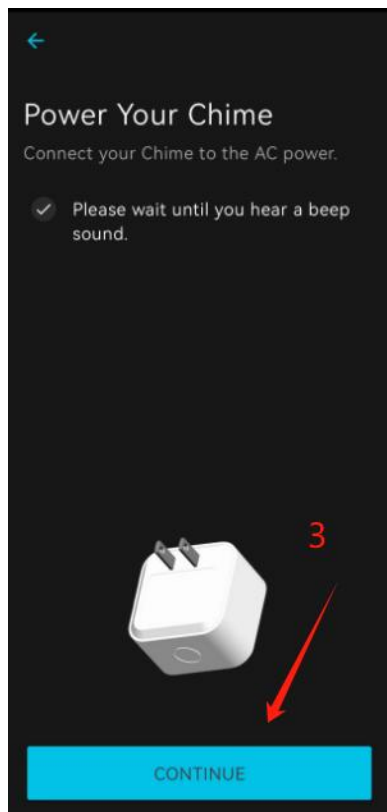 Power Your Chime
Connect your Chime to the AC power.
Please wait until you hear a beep
sound.
3
CONTINUE